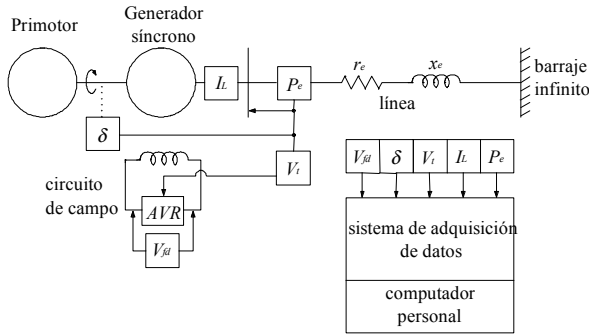 Primotor
Generador
síncrono
I_L
P_e
r_e
x_e
línea
barraje
infinito
δ
V_t
circuito
de campo
AVR
V_fd
V_fd δ V_t I_L P_e
sistema de adquisición
de datos
computador
personal